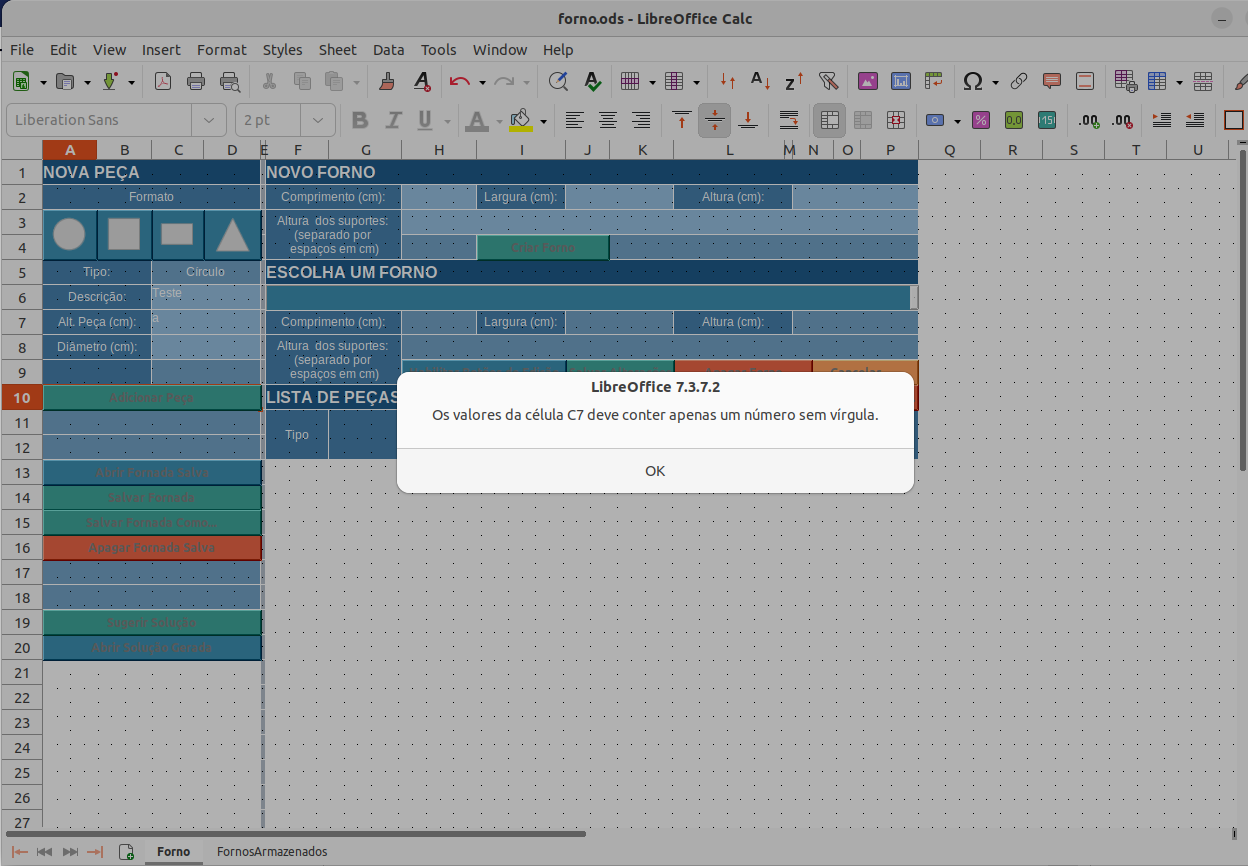 forno.ods - LibreOffice Calc
File Edit View Insert Format Styles Sheet Data Tools Window Help
Liberation Sans 2 pt
A B C D E F G H I J K L M N O P Q R S T U
1 NOVA PEÇA NOVO FORNO
2 Formato Comprimento (cm): Largura (cm): Altura (cm):
3 Altura dos suportes:
(separado por
4 espaços em cm) Criar Forno
5 Tipo: Círculo ESCOLHA UM FORNO
6 Descrição: Teste
7 Alt. Peça (cm): a Comprimento (cm): Largura (cm): Altura (cm):
8 Diâmetro (cm): Altura dos suportes:
(separado por
9 espaços em cm)
10 Adicionar Peça LISTA DE PEÇAS
11
Tipo
12
13 Abrir Fornada Salva
14 Salvar Fornada
15 Salvar Fornada Como...
16 Apagar Fornada Salva
17
18
19 Sugerir Solução
20 Abrir Solução Gerada
21
22
23
24
25
26
27
LibreOffice 7.3.7.2
Os valores da célula C7 deve conter apenas um número sem vírgula.
OK
Forno FornosArmazenados